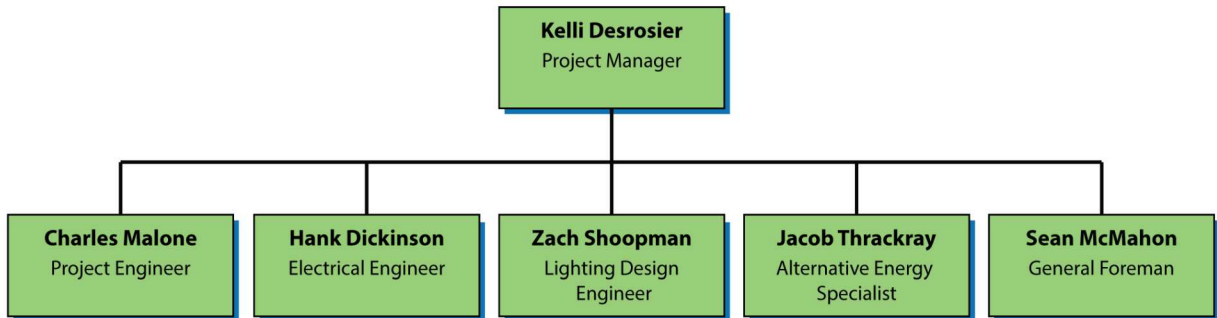 Kelli Desrosier
Project Manager
Charles Malone
Project Engineer
Hank Dickinson
Electrical Engineer
Zach Shoopman
Lighting Design
Engineer
Jacob Thrackray
Alternative Energy
Specialist
Sean McMahon
General Foreman